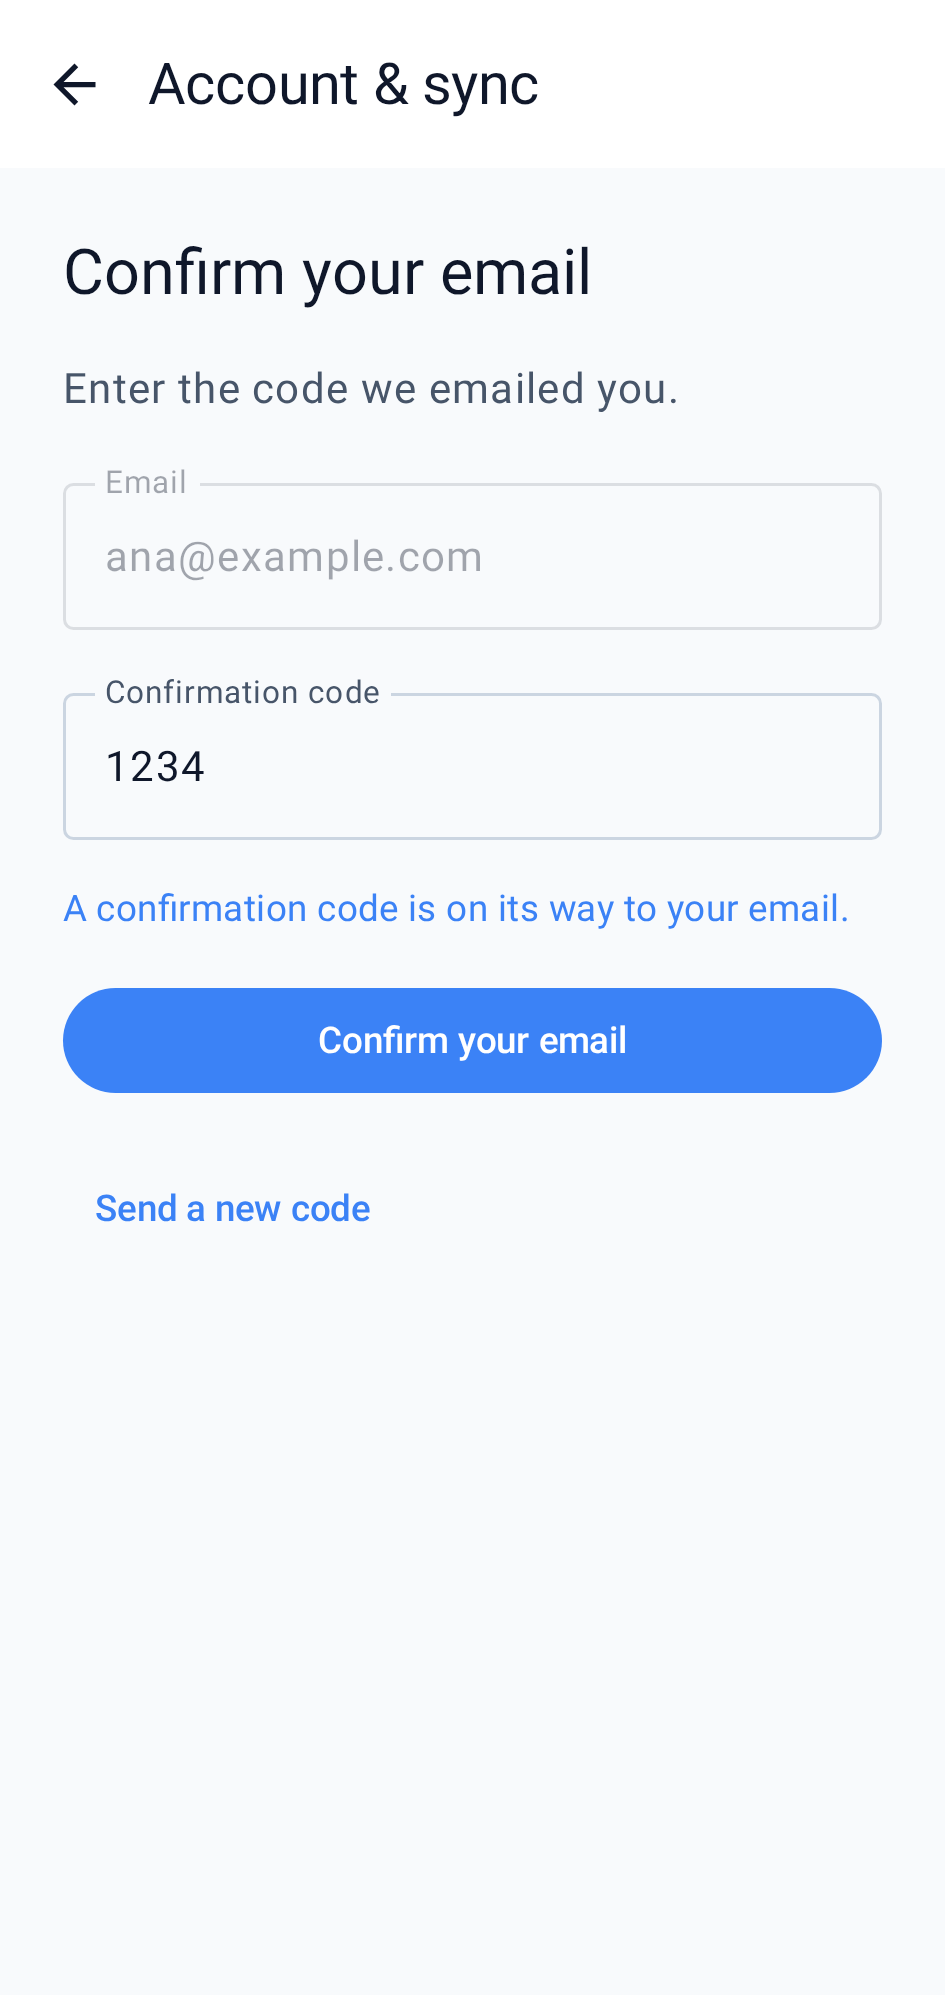 Account & sync
Confirm your email
Enter the code we emailed you.
Email
ana@example.com
Confirmation code
1234
A confirmation code is on its way to your email.
Confirm your email
Send a new code